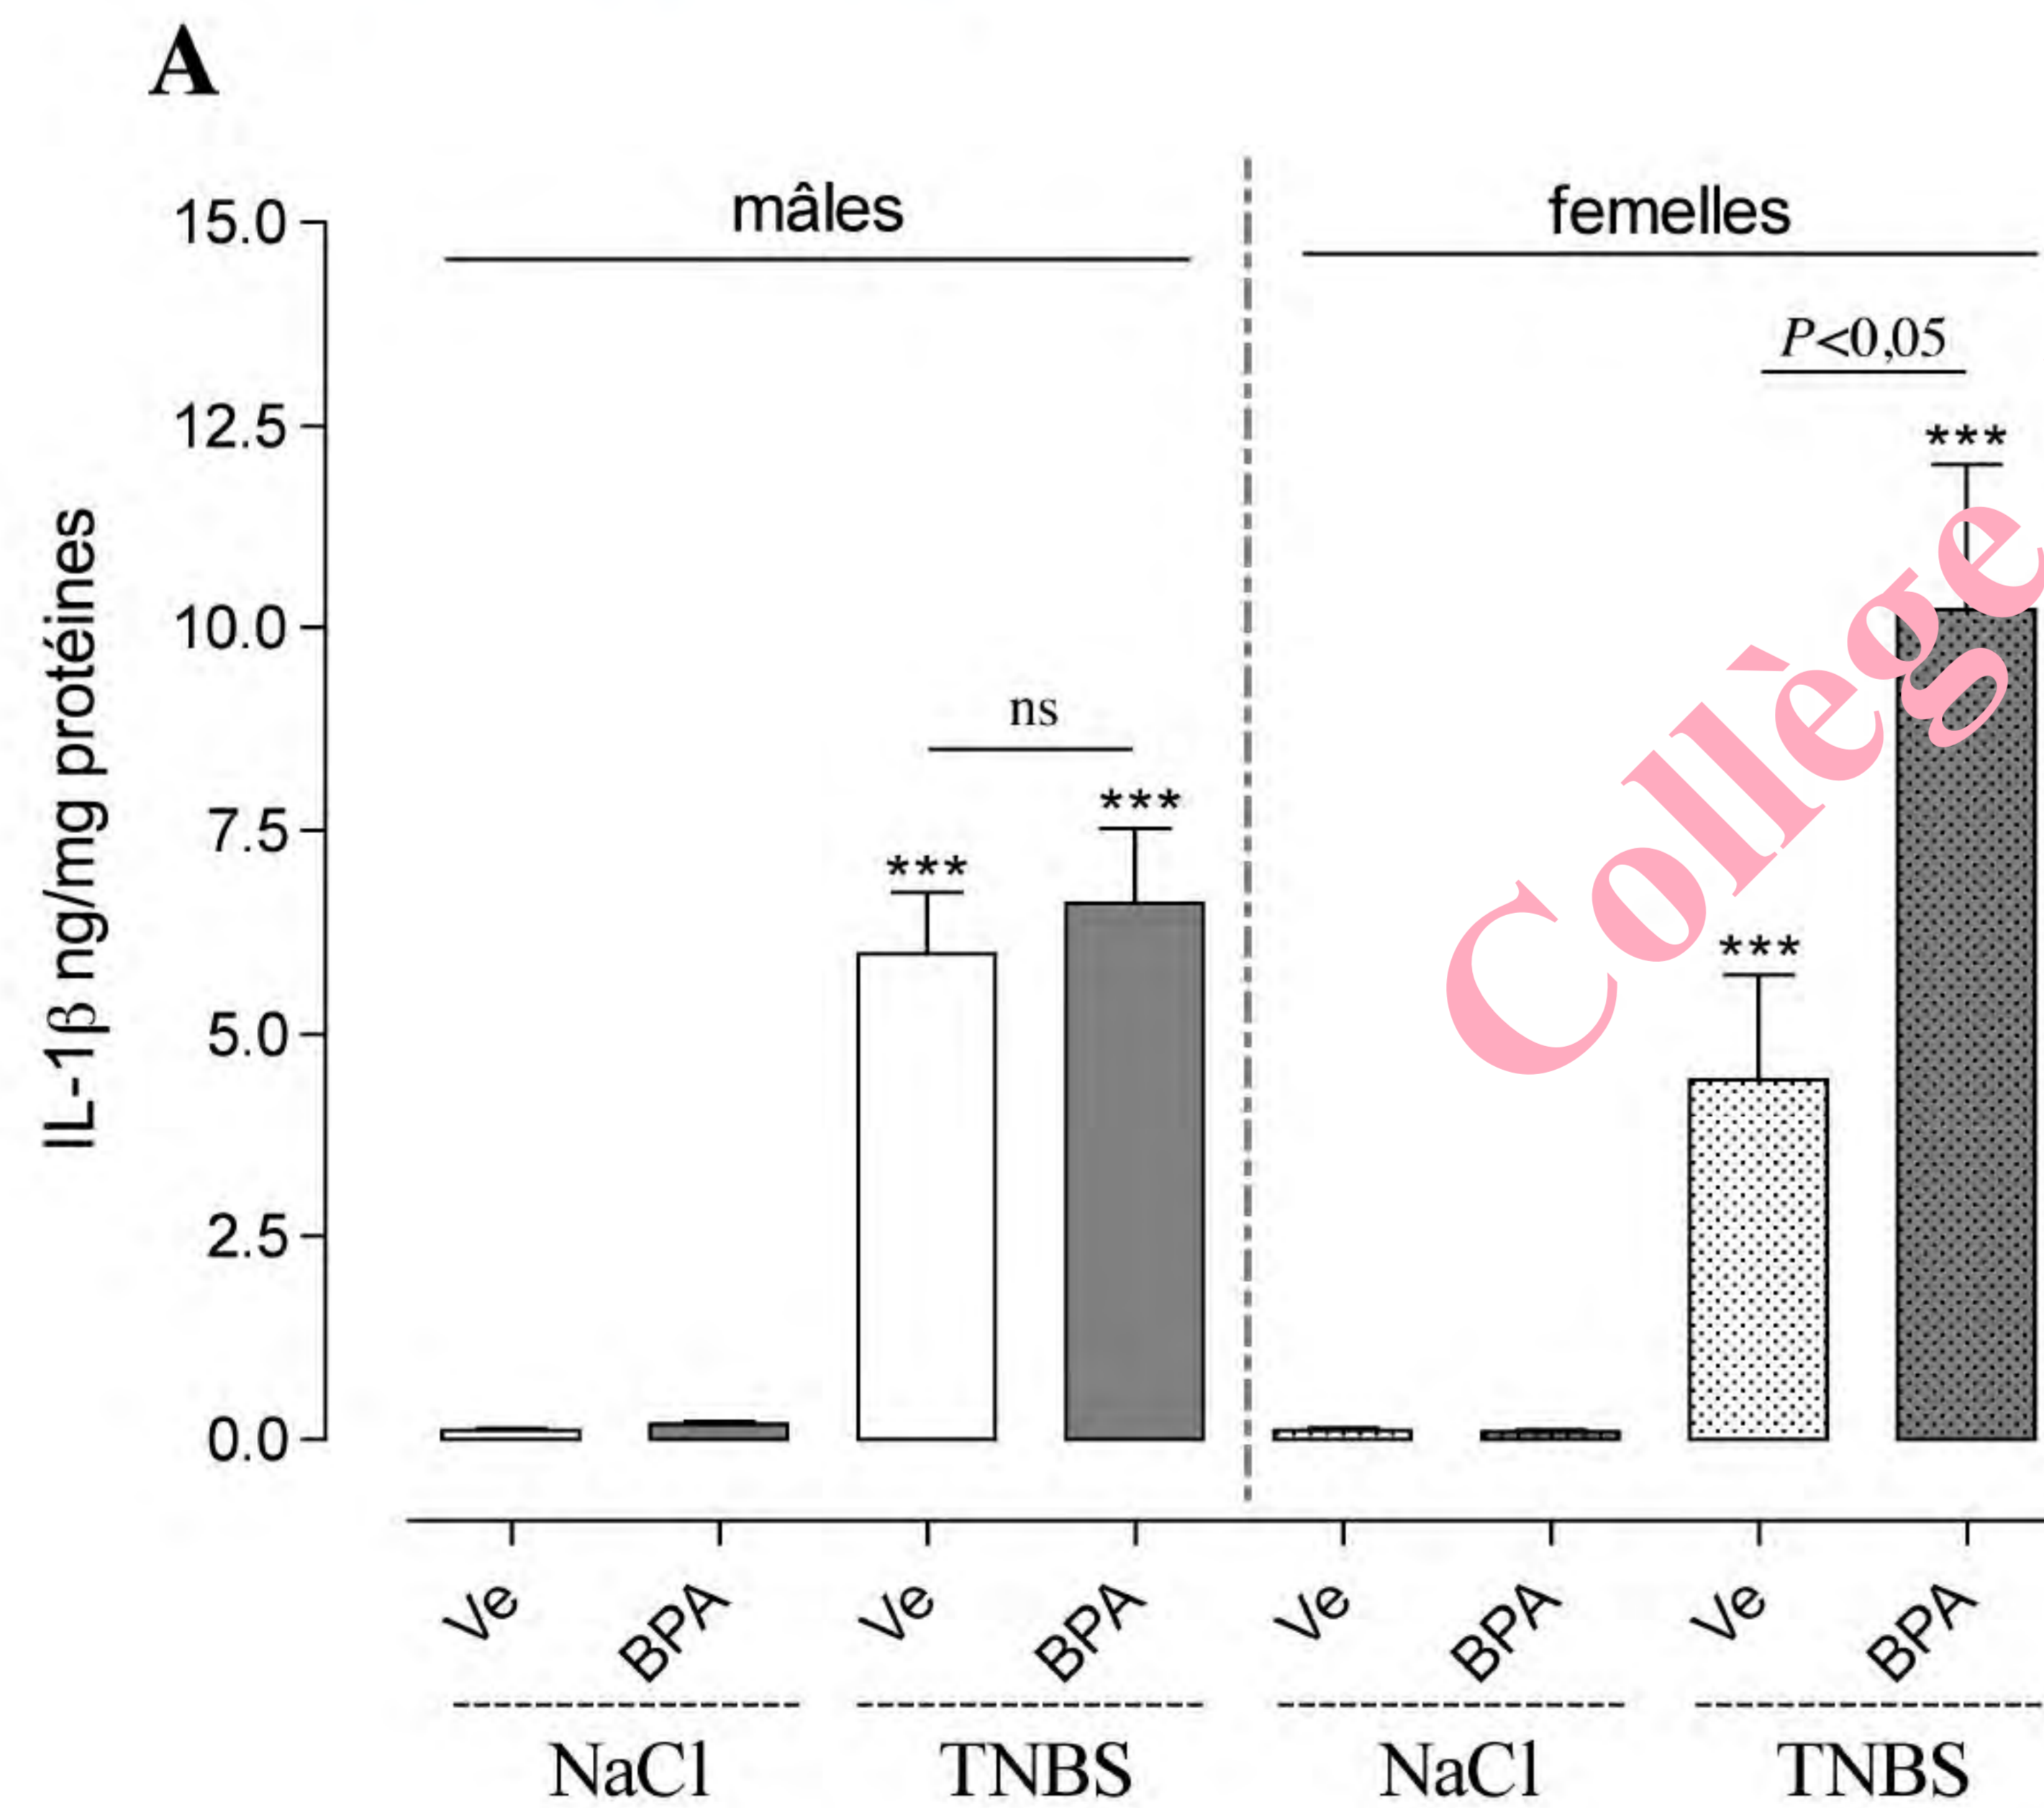 A
mâles
femelles
15.0
12.5
10.0
7.5
5.0
2.5
0.0
IL-1β ng/mg protéines
P<0,05
***
ns
***
***
***
Collège
Ve
BPA
Ve
BPA
Ve
BPA
Ve
BPA
NaCl
TNBS
NaCl
TNBS